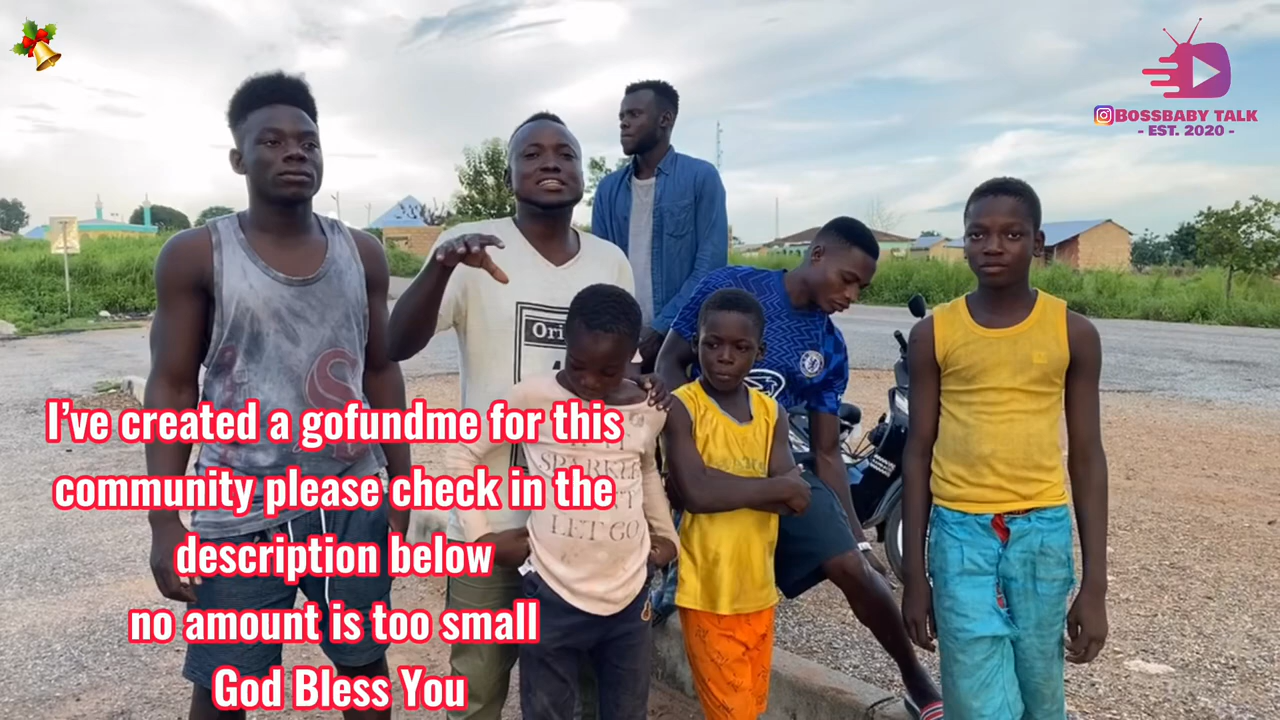 BOSSBABY TALK
- EST. 2020 -
Ori
I've created a gofundme for this
community please check in the
description below
no amount is too small
God Bless You
SPARKLE
LET GO